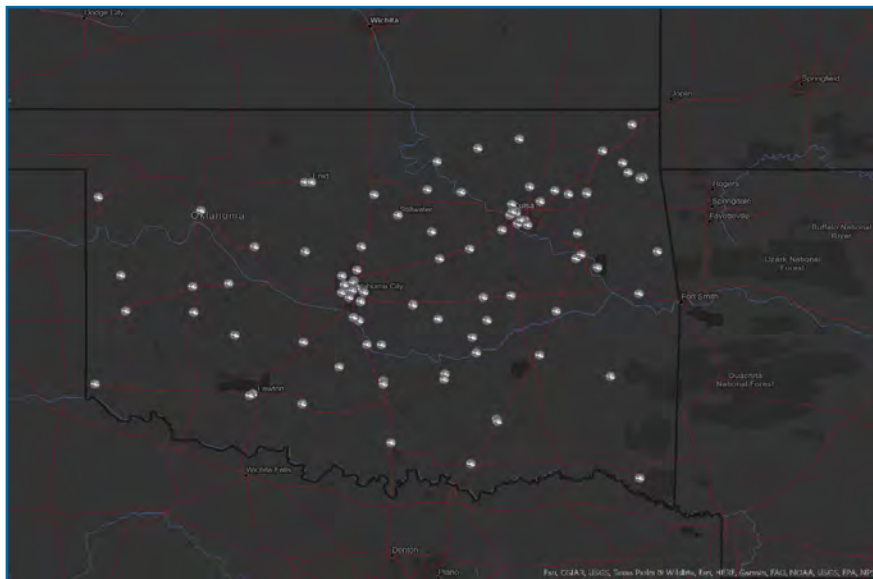 Dodge City
Wichita
Springfield
Joplin
Enid
Rogers
Springdale
Oklahoma
Stillwater
Tulsa
Fayetteville
Buffalo National
River
Ozark National
Forest
Oklahoma City
Fort Smith
Ouachita
National Forest
Lawton
Wichita Falls
Denton
Plano
Esri, CGIAR, USGS, Texas Parks & Wildlife, Esri, HERE, Garmin, FAO, NOAA, USGS, EPA, NPS